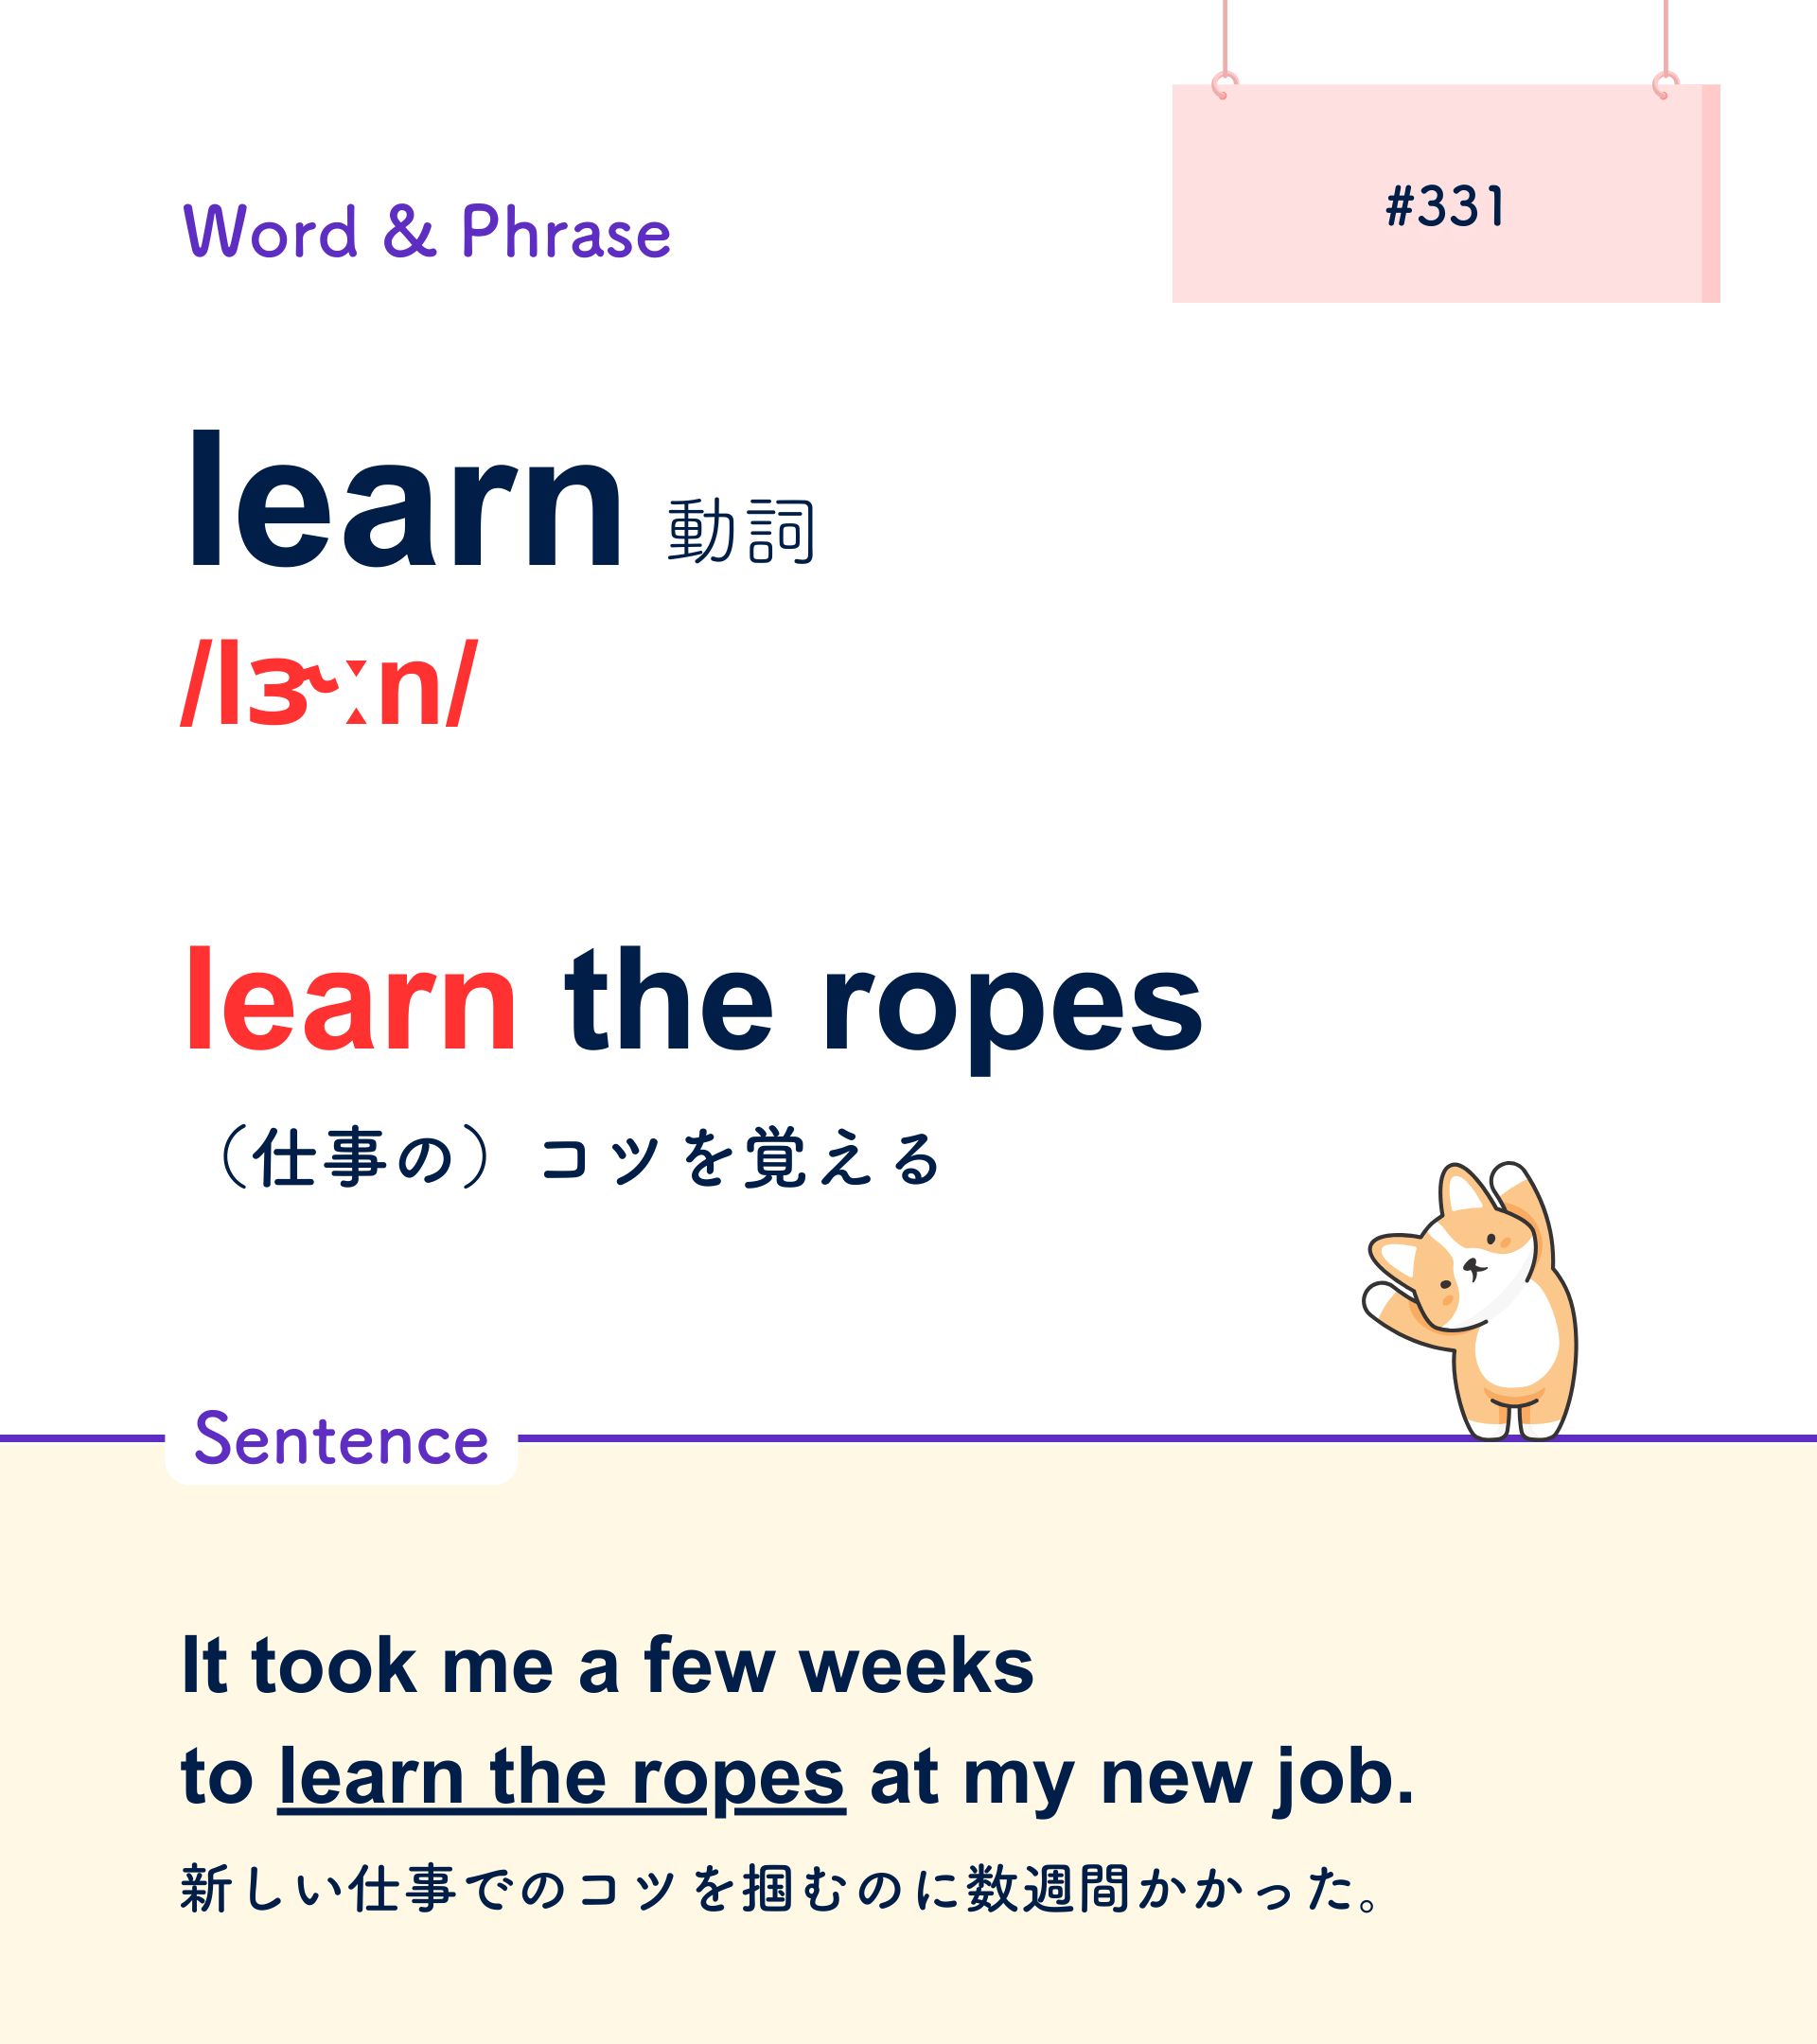 #331
Word & Phrase
learn 動詞
/lɝːn/
learn the ropes
（仕事の）コツを覚える
Sentence
It took me a few weeks
to learn the ropes at my new job.
新しい仕事でのコツを掴むのに数週間かかった。